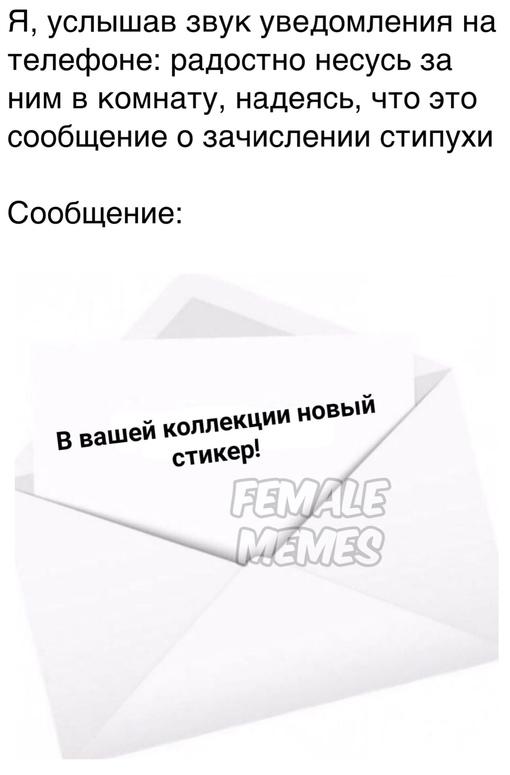 Я, услышав звук уведомления на
телефоне: радостно несусь за
ним в комнату, надеясь, что это
сообщение о зачислении стипухи
Сообщение:
В вашей коллекции новый
стикер!
FEMALE
MEMES